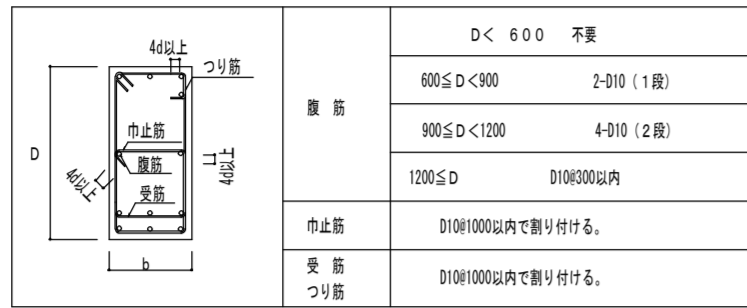 4d以上
つり筋
D
巾止筋
腹筋
4d以上
4d以上
受筋
b
腹 筋
D< 600 不要
600≦D<900 2-D10(1段)
900≦D<1200 4-D10(2段)
1200≦D D10@300以内
巾止筋 D10@1000以内で割り付ける。
受 筋
つり筋
D10@1000以内で割り付ける。